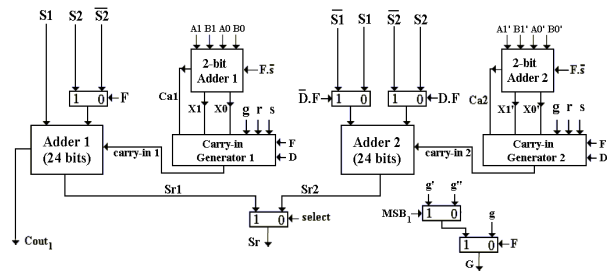 S1 S2 S̅2̅ A1 B1 A0 B0 S̅1̅ S1 S2 S̅2̅ A1' B1' A0' B0'
2-bit Adder 1 F.s̅ 2-bit Adder 2 F.s̅
1 0 F Ca1 X1 X0 g r s D̅.F 1 0 1 0 D.F Ca2 X1' X0' g r s
Adder 1 (24 bits) carry-in 1 Carry-in Generator 1 F D Adder 2 (24 bits) carry-in 2 Carry-in Generator 2 F D
Sr1 Sr2 g' g''
1 0 select MSB₁ 1 0 g
Cout₁ Sr 1 0 F
G